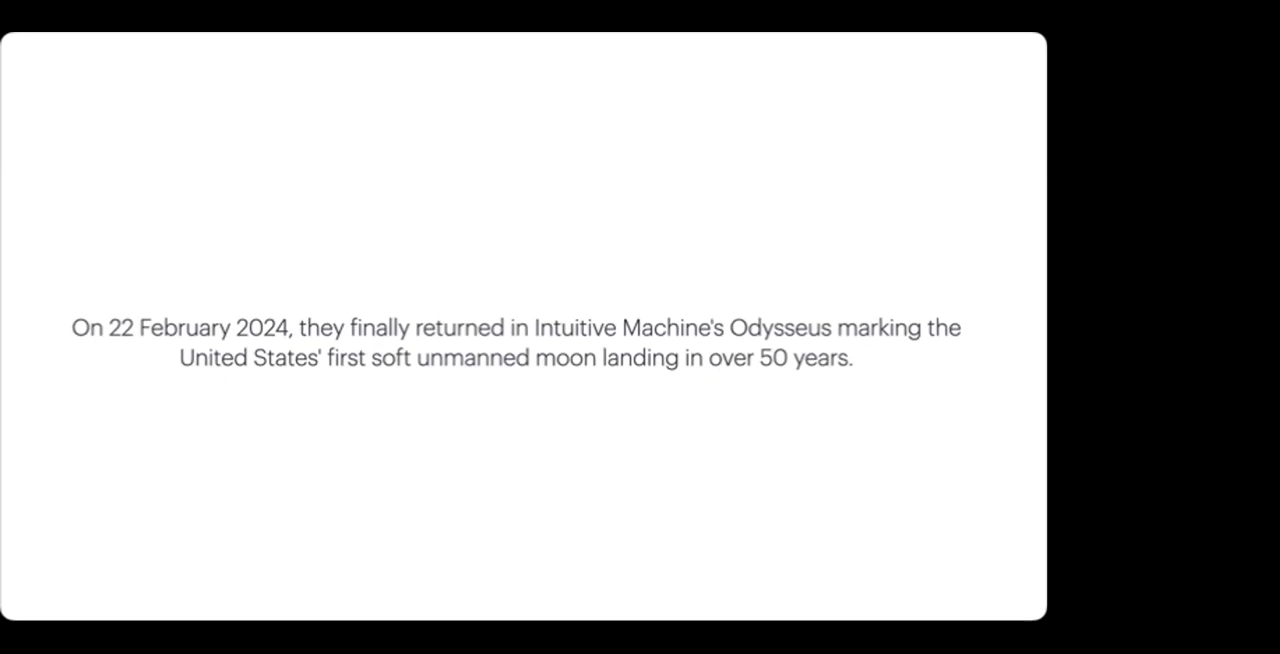 On 22 February 2024, they finally returned in Intuitive Machine's Odysseus marking the
United States' first soft unmanned moon landing in over 50 years.